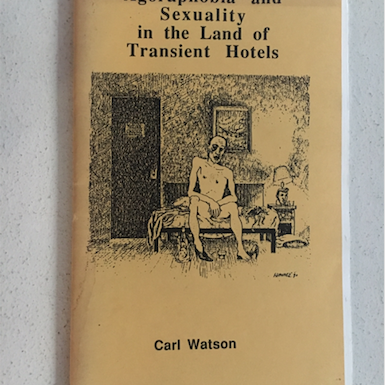 Agoraphobia and
Sexuality
in the Land of
Transient Hotels
Carl Watson